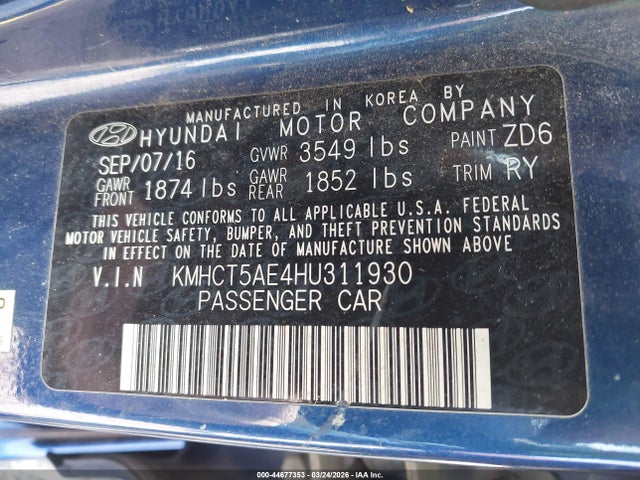 MANUFACTURED IN KOREA BY
HYUNDAI MOTOR COMPANY
SEP/07/16 GVWR 3549 lbs PAINT ZD6
GAWR FRONT 1874 lbs GAWR REAR 1852 lbs TRIM RY
THIS VEHICLE CONFORMS TO ALL APPLICABLE U.S.A. FEDERAL
MOTOR VEHICLE SAFETY, BUMPER, AND THEFT PREVENTION STANDARDS
IN EFFECT ON THE DATE OF MANUFACTURE SHOWN ABOVE
V.I.N KMHCT5AE4HU311930
PASSENGER CAR
000-44677353 | 03/24/2026 | IAA Inc.